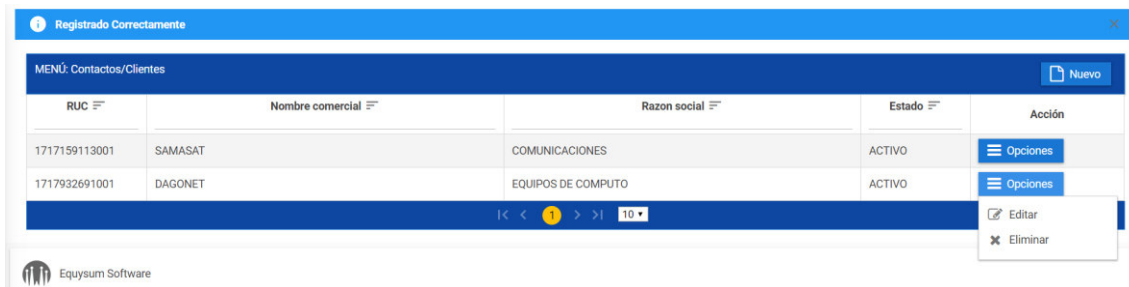 Registrado Correctamente
MENÚ: Contactos/Clientes
Nuevo
RUC Nombre comercial Razon social Estado Acción
1717159113001 SAMASAT COMUNICACIONES ACTIVO Opciones
1717932691001 DAGONET EQUIPOS DE COMPUTO ACTIVO Opciones
1 10
Editar
Eliminar
Equysum Software